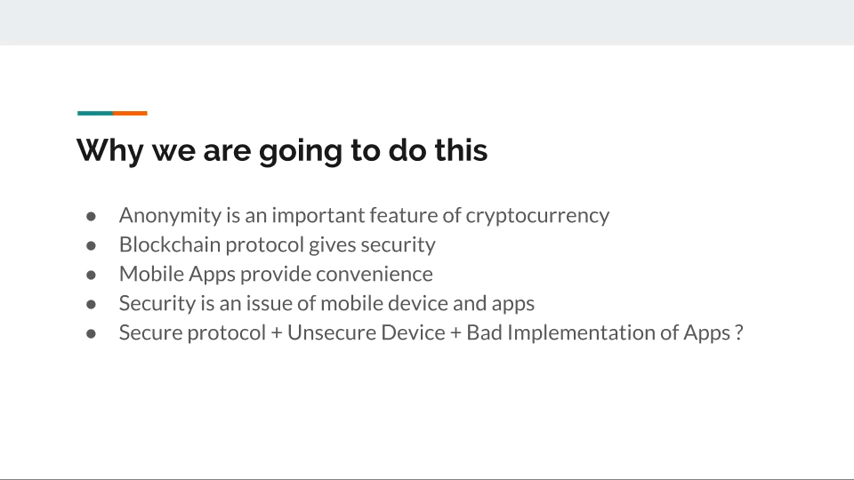 Why we are going to do this
● Anonymity is an important feature of cryptocurrency
● Blockchain protocol gives security
● Mobile Apps provide convenience
● Security is an issue of mobile device and apps
● Secure protocol + Unsecure Device + Bad Implementation of Apps ?